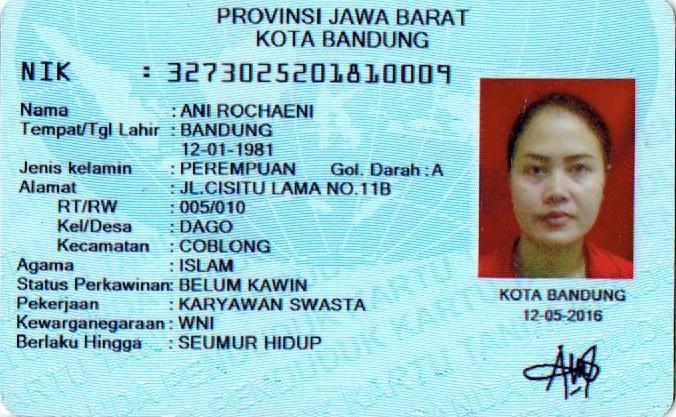 PROVINSI JAWA BARAT
KOTA BANDUNG
NIK : 3273025201810009
Nama : ANI ROCHAENI
Tempat/Tgl Lahir : BANDUNG
12-01-1981
Jenis kelamin : PEREMPUAN Gol. Darah : A
Alamat : JL.CISITU LAMA NO.11B
RT/RW : 005/010
Kel/Desa : DAGO
Kecamatan : COBLONG
Agama : ISLAM
Status Perkawinan: BELUM KAWIN
Pekerjaan : KARYAWAN SWASTA
Kewarganegaraan : WNI
Berlaku Hingga : SEUMUR HIDUP
KOTA BANDUNG
12-05-2016